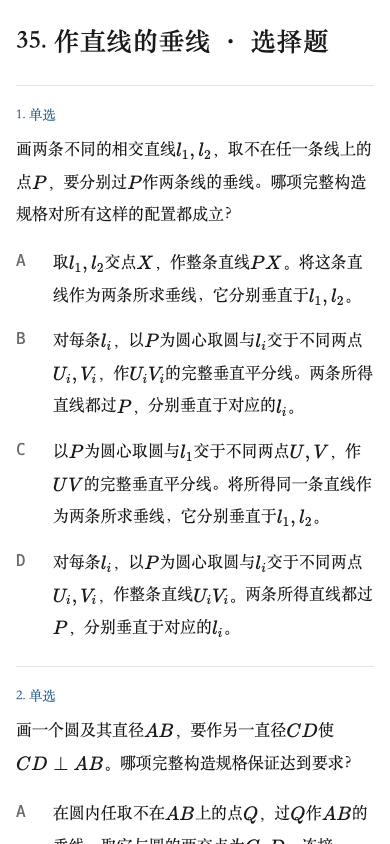 35. 作直线的垂线 · 选择题
1. 单选
画两条不同的相交直线l₁, l₂，取不在任一条线上的
点P，要分别过P作两条线的垂线。哪项完整构造
规格对所有这样的配置都成立?
A 取l₁, l₂交点X，作整条直线PX。将这条直
线作为两条所求垂线，它分别垂直于l₁, l₂。
B 对每条lᵢ，以P为圆心取圆与lᵢ交于不同两点
Uᵢ, Vᵢ，作UᵢVᵢ的完整垂直平分线。两条所得
直线都过P，分别垂直于对应的lᵢ。
C 以P为圆心取圆与l₁交于不同两点U, V，作
UV的完整垂直平分线。将所得同一条直线作
为两条所求垂线，它分别垂直于l₁, l₂。
D 对每条lᵢ，以P为圆心取圆与lᵢ交于不同两点
Uᵢ, Vᵢ，作整条直线UᵢVᵢ。两条所得直线都过
P，分别垂直于对应的lᵢ。
2. 单选
画一个圆及其直径AB，要作另一直径CD使
CD ⊥ AB。哪项完整构造规格保证达到要求?
A 在圆内任取不在AB上的点Q，过Q作AB的